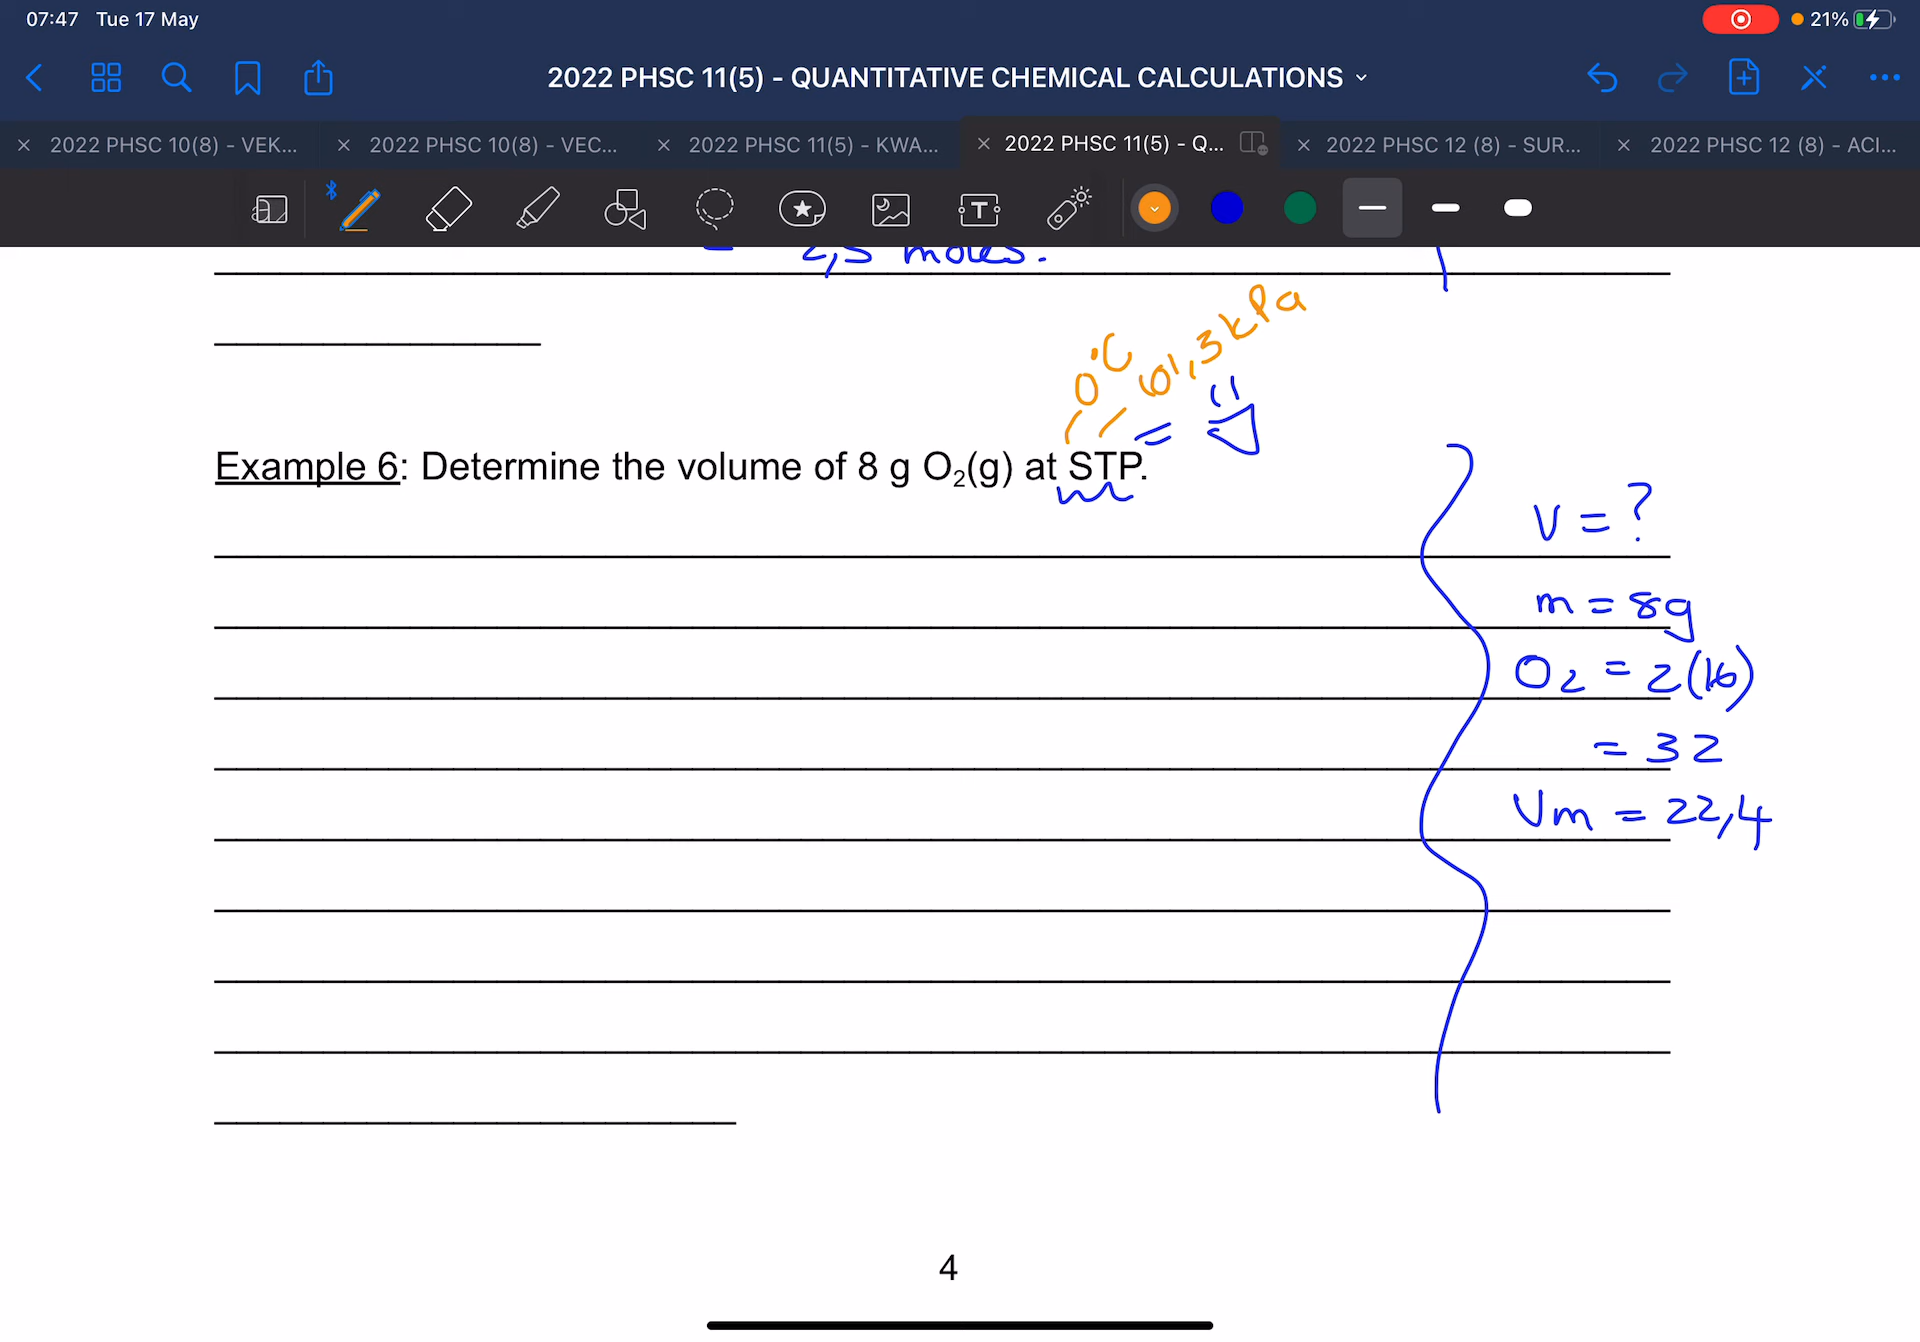 07:47 Tue 17 May
21%
2022 PHSC 11(5) - QUANTITATIVE CHEMICAL CALCULATIONS
2022 PHSC 10(8) - VEK...
2022 PHSC 10(8) - VEC...
2022 PHSC 11(5) - KWA...
2022 PHSC 11(5) - Q...
2022 PHSC 12 (8) - SUR...
2022 PHSC 12 (8) - ACI...
T
= 2,5 moles.
0°C
101,3 kPa
=
Example 6: Determine the volume of 8 g O₂(g) at STP.
V = ?
m = 8g
O₂ = 2(16)
= 32
Vm = 22,4
4